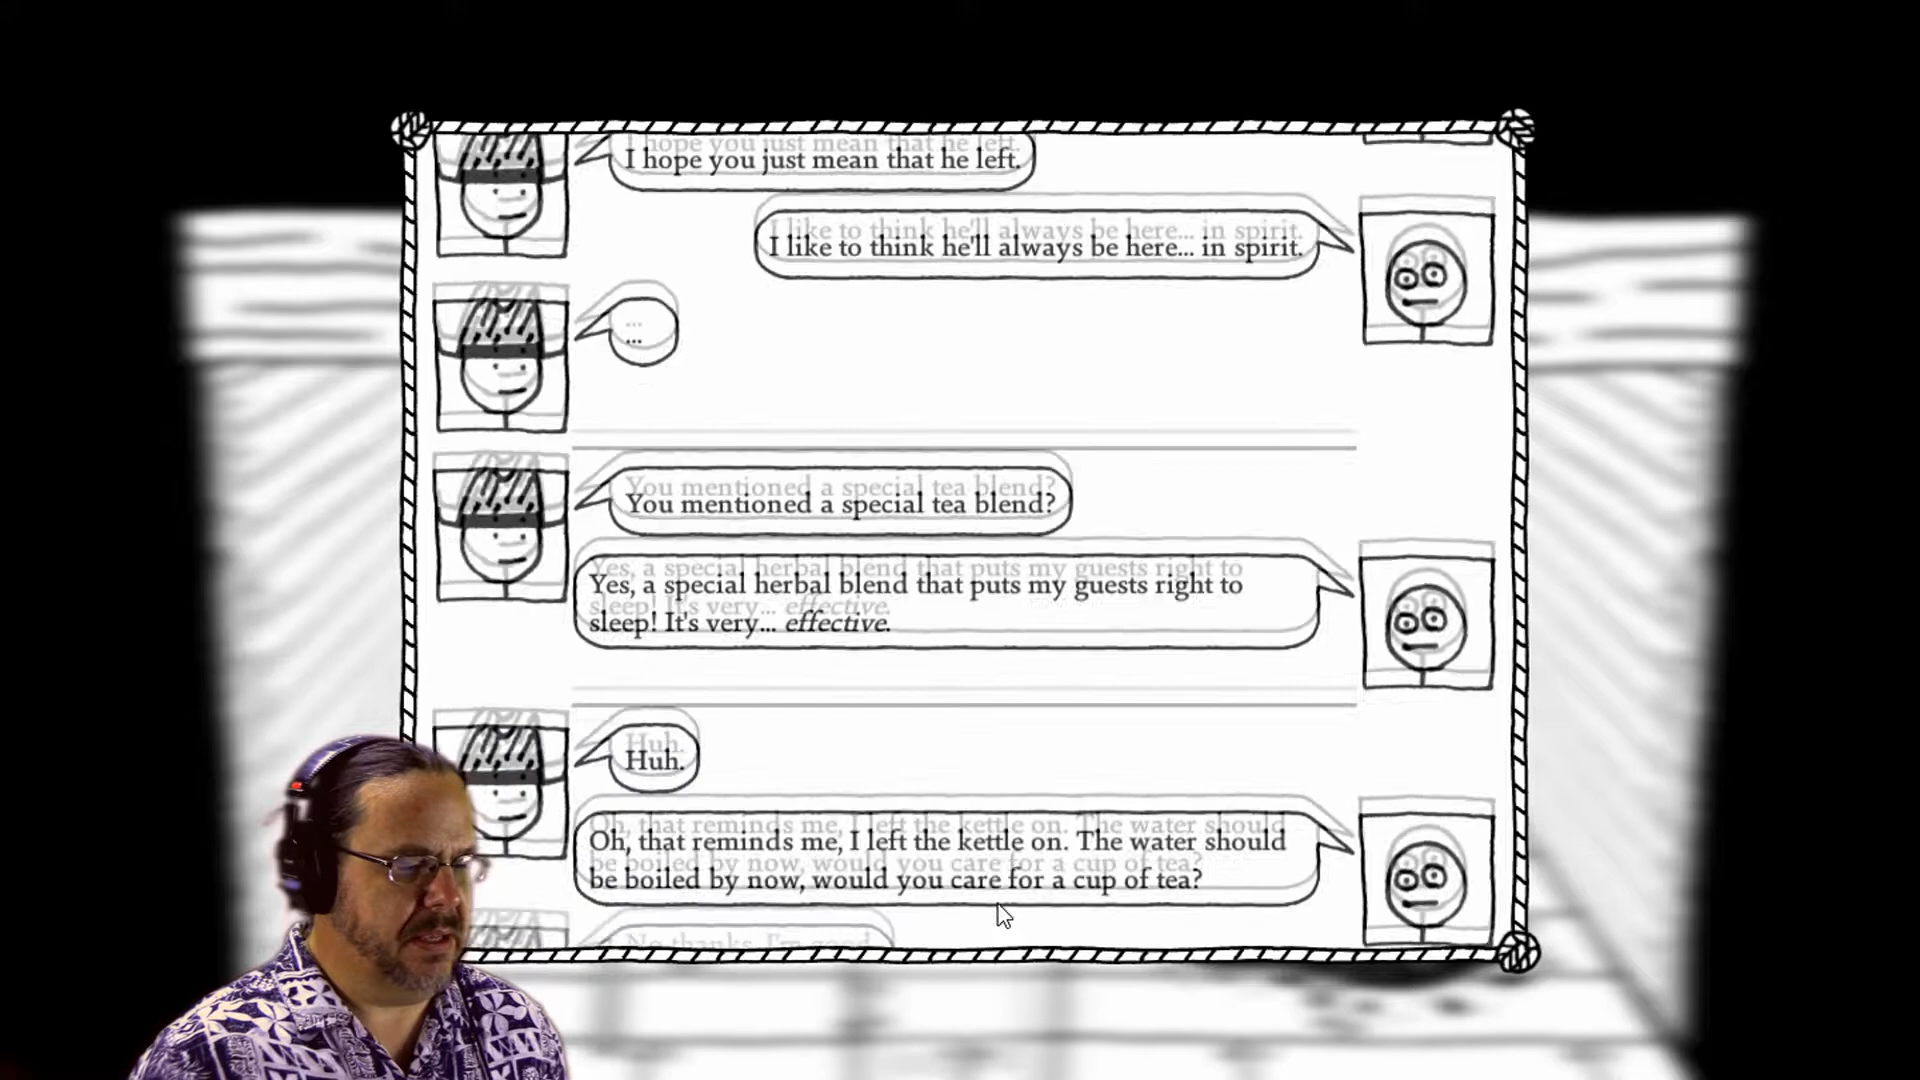 I hope you just mean that he left.
I like to think he'll always be here... in spirit.
...
You mentioned a special tea blend?
Yes, a special herbal blend that puts my guests right to
sleep! It's very... effective.
Huh.
Oh, that reminds me, I left the kettle on. The water should
be boiled by now, would you care for a cup of tea?
No thanks, I'm good